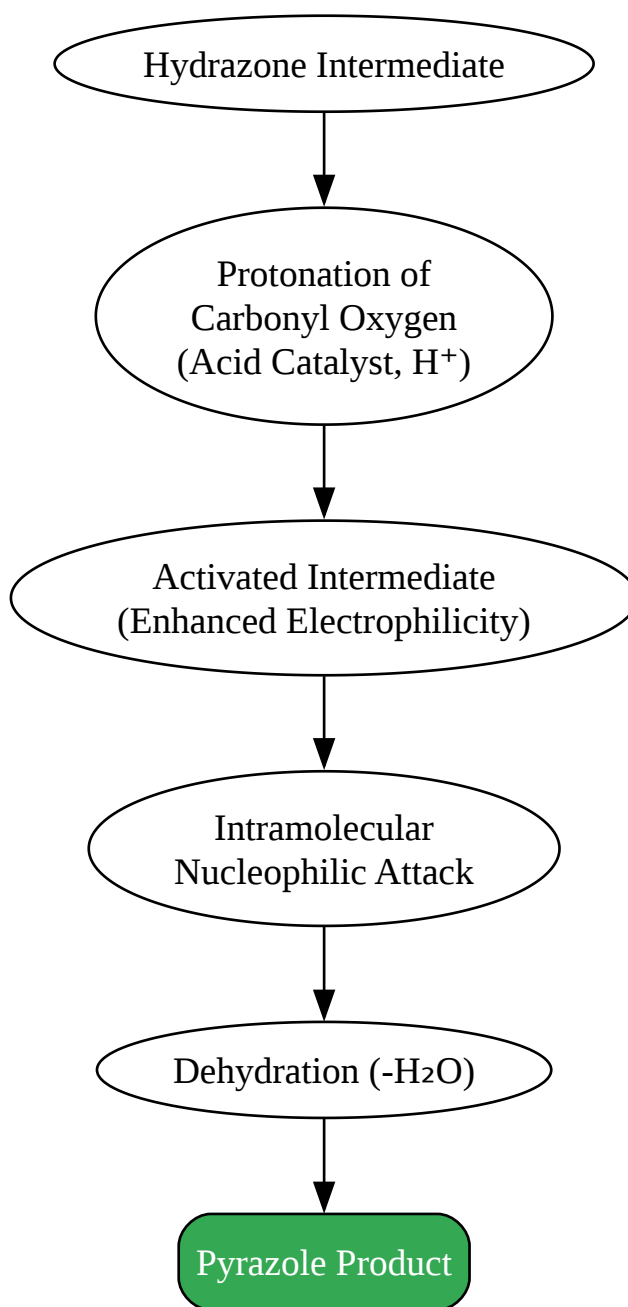 Hydrazone Intermediate
Protonation of
Carbonyl Oxygen
(Acid Catalyst, H⁺)
Activated Intermediate
(Enhanced Electrophilicity)
Intramolecular
Nucleophilic Attack
Dehydration (-H₂O)
Pyrazole Product